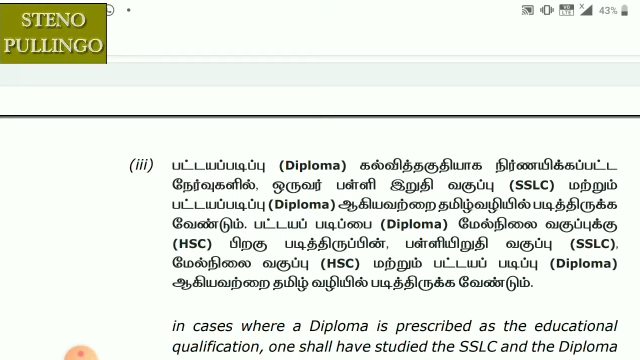 STENO
PULLINGO
43%
(iii) பட்டயப்படிப்பு (Diploma) கல்வித்தகுதியாக நிர்ணயிக்கப்பட்ட
நேர்வுகளில், ஒருவர் பள்ளி இறுதி வகுப்பு (SSLC) மற்றும்
பட்டயப்படிப்பு (Diploma) ஆகியவற்றை தமிழ்வழியில் படித்திருக்க
வேண்டும். பட்டயப் படிப்பை (Diploma) மேல்நிலை வகுப்புக்கு
(HSC) பிறகு படித்திருப்பின், பள்ளியிறுதி வகுப்பு (SSLC),
மேல்நிலை வகுப்பு (HSC) மற்றும் பட்டயப் படிப்பு (Diploma)
ஆகியவற்றை தமிழ் வழியில் படித்திருக்க வேண்டும்.
in cases where a Diploma is prescribed as the educational
qualification, one shall have studied the SSLC and the Diploma